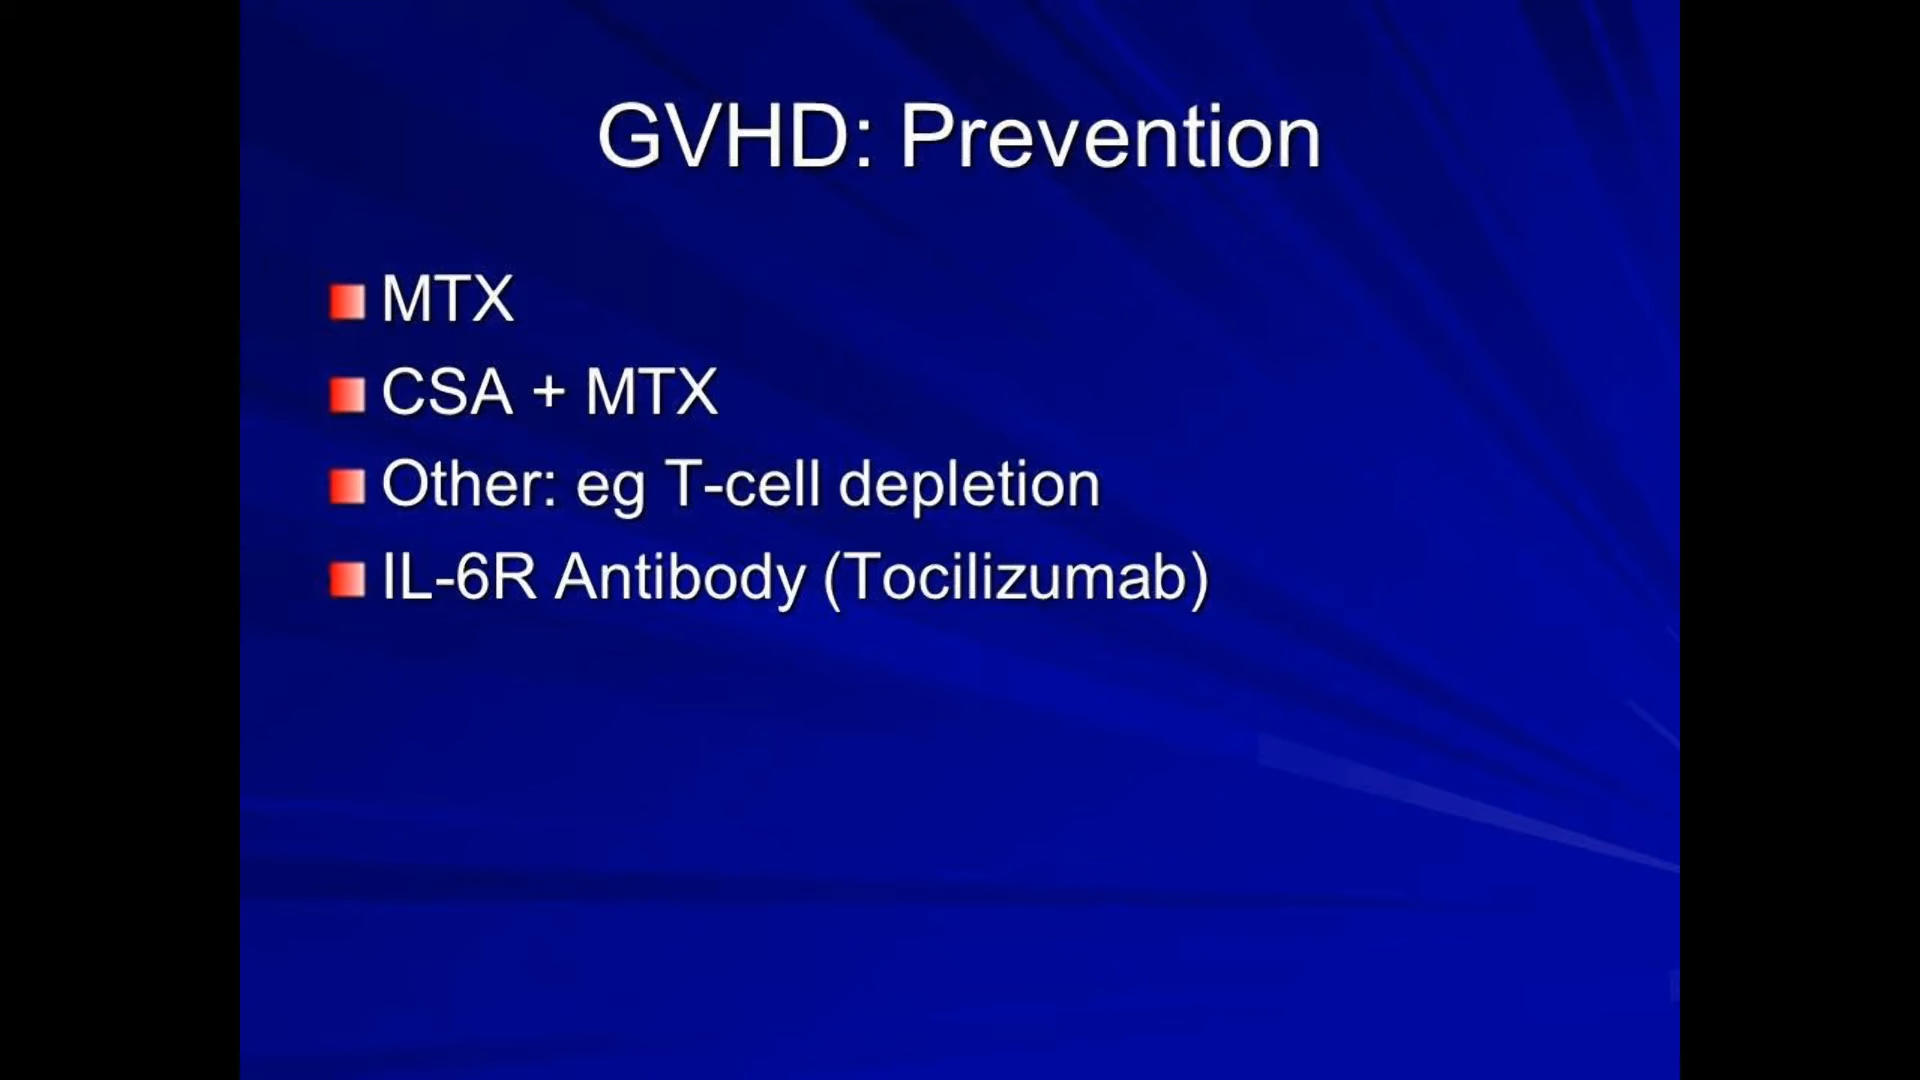 GVHD: Prevention
MTX
CSA + MTX
Other: eg T-cell depletion
IL-6R Antibody (Tocilizumab)